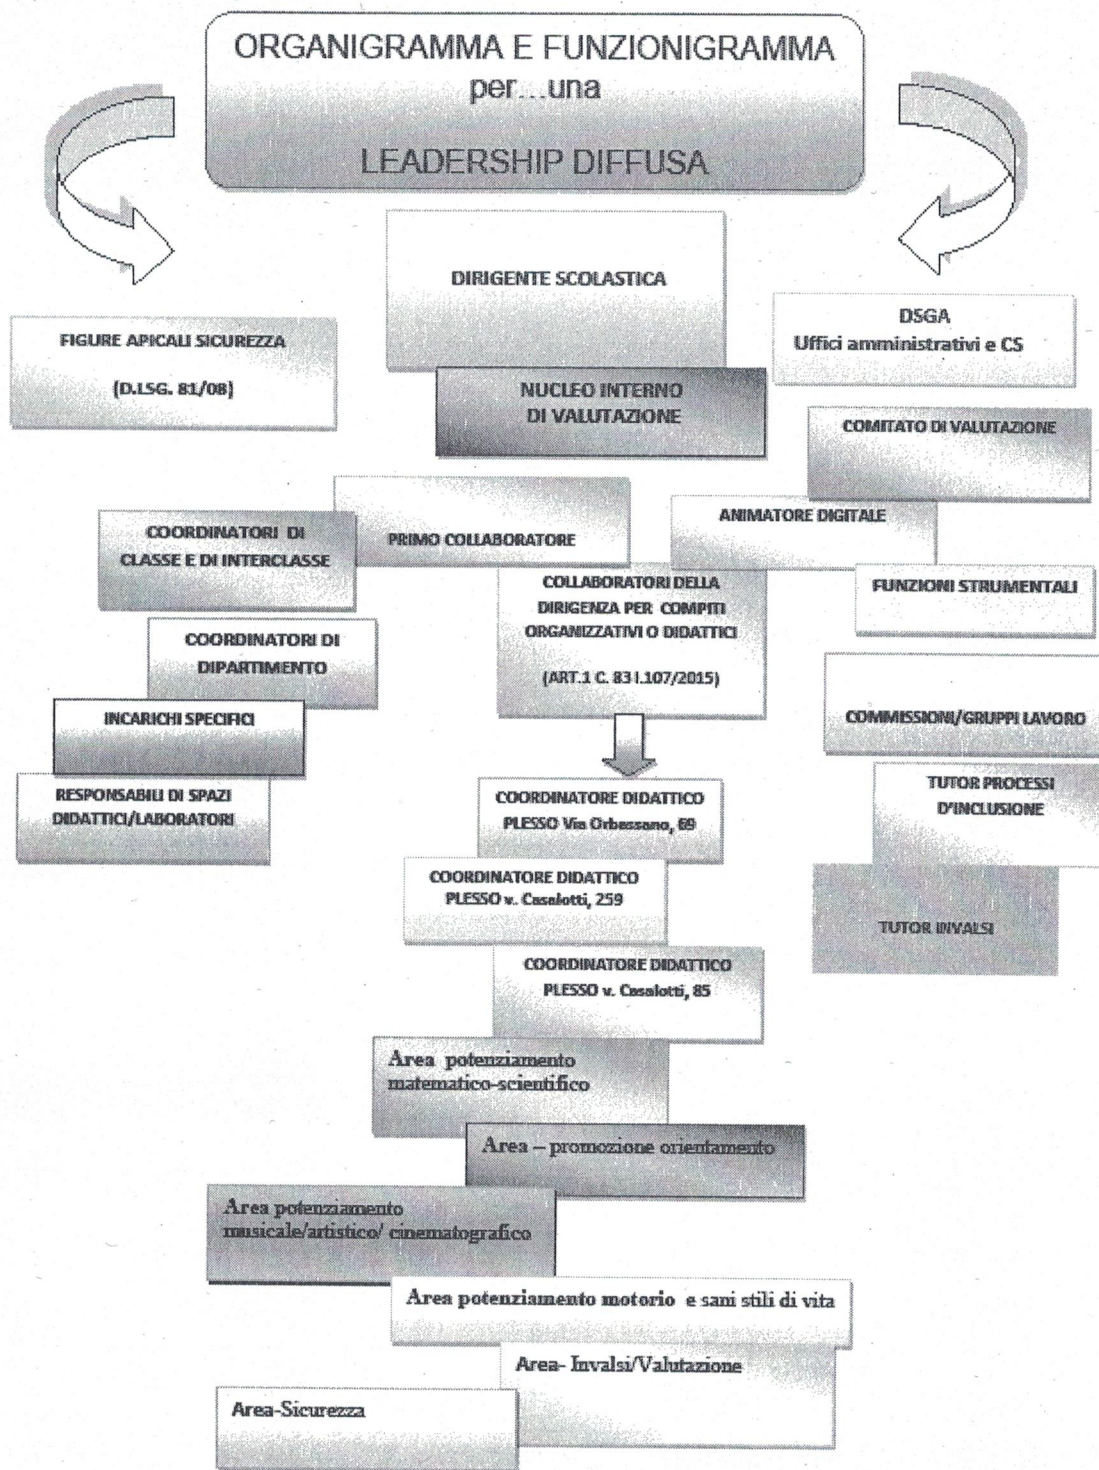 ORGANIGRAMMA E FUNZIONIGRAMMA
per...una
LEADERSHIP DIFFUSA
DIRIGENTE SCOLASTICA
DSGA
Uffici amministrativi e CS
FIGURE APICALI SICUREZZA
(D.LSG. 81/08)
NUCLEO INTERNO
DI VALUTAZIONE
COMITATO DI VALUTAZIONE
COORDINATORI DI
CLASSE E DI INTERCLASSE
PRIMO COLLABORATORE
ANIMATORE DIGITALE
COLLABORATORI DELLA
DIRIGENZA PER COMPITI
ORGANIZZATIVI O DIDATTICI
(ART.1 C. 83 l.107/2015)
FUNZIONI STRUMENTALI
COORDINATORI DI
DIPARTIMENTO
INCARICHI SPECIFICI
COMMISSIONI/GRUPPI LAVORO
RESPONSABILI DI SPAZI
DIDATTICI/LABORATORI
TUTOR PROCESSI
D'INCLUSIONE
COORDINATORE DIDATTICO
PLESSO Via Orbassano, 69
COORDINATORE DIDATTICO
PLESSO v. Casalotti, 259
TUTOR INVALSI
COORDINATORE DIDATTICO
PLESSO v. Casalotti, 85
Area potenziamento
matematico-scientifico
Area – promozione orientamento
Area potenziamento
musicale/artistico/ cinematografico
Area potenziamento motorio e sani stili di vita
Area- Invalsi/Valutazione
Area-Sicurezza